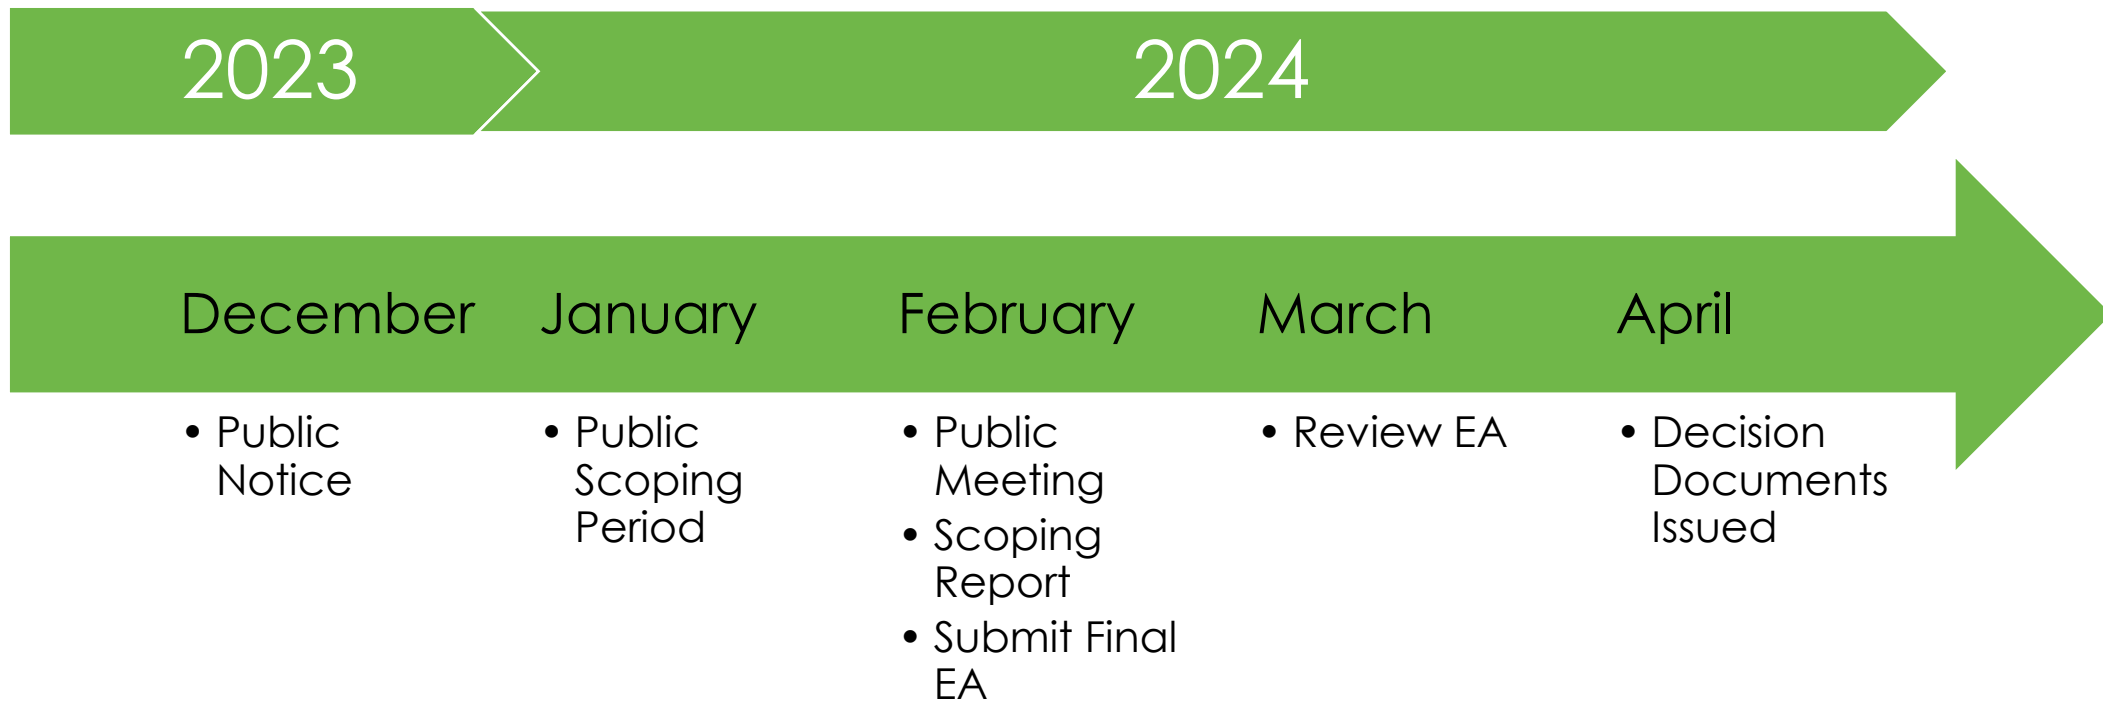 2023
2024
December
January
February
March
April
• Public
Notice
• Public
Scoping
Period
• Public
Meeting
• Scoping
Report
• Submit Final
EA
• Review EA
• Decision
Documents
Issued